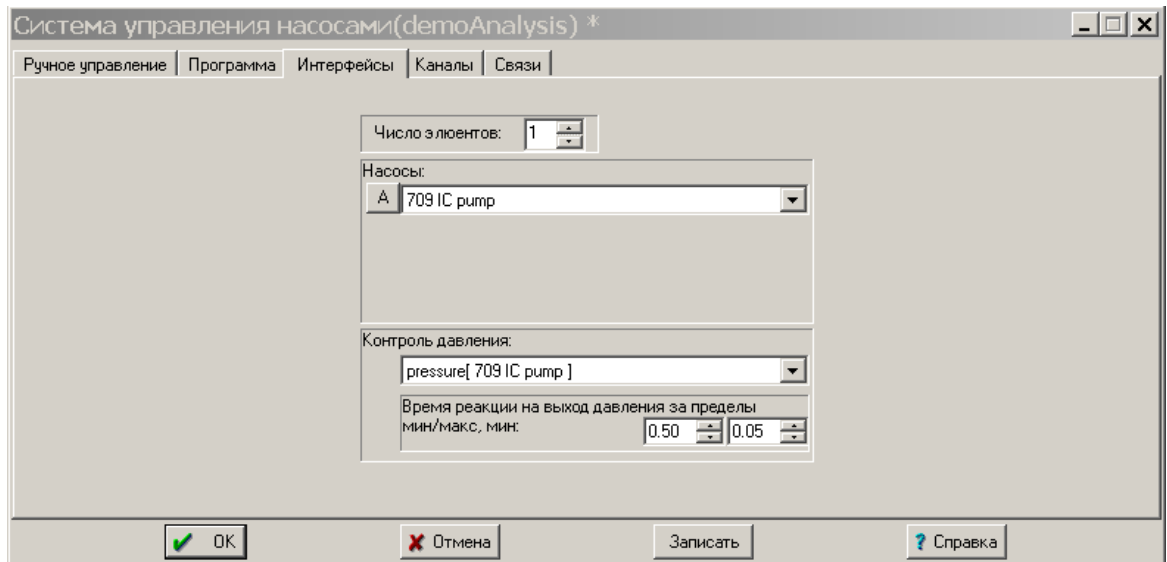 Система управления насосами(demoAnalysis) *
Ручное управление Программа Интерфейсы Каналы Связи
Число элюентов: 1
Насосы:
A 709 IC pump
Контроль давления:
pressure[ 709 IC pump ]
Время реакции на выход давления за пределы
мин/макс, мин: 0.50 0.05
OK Отмена Записать ? Справка